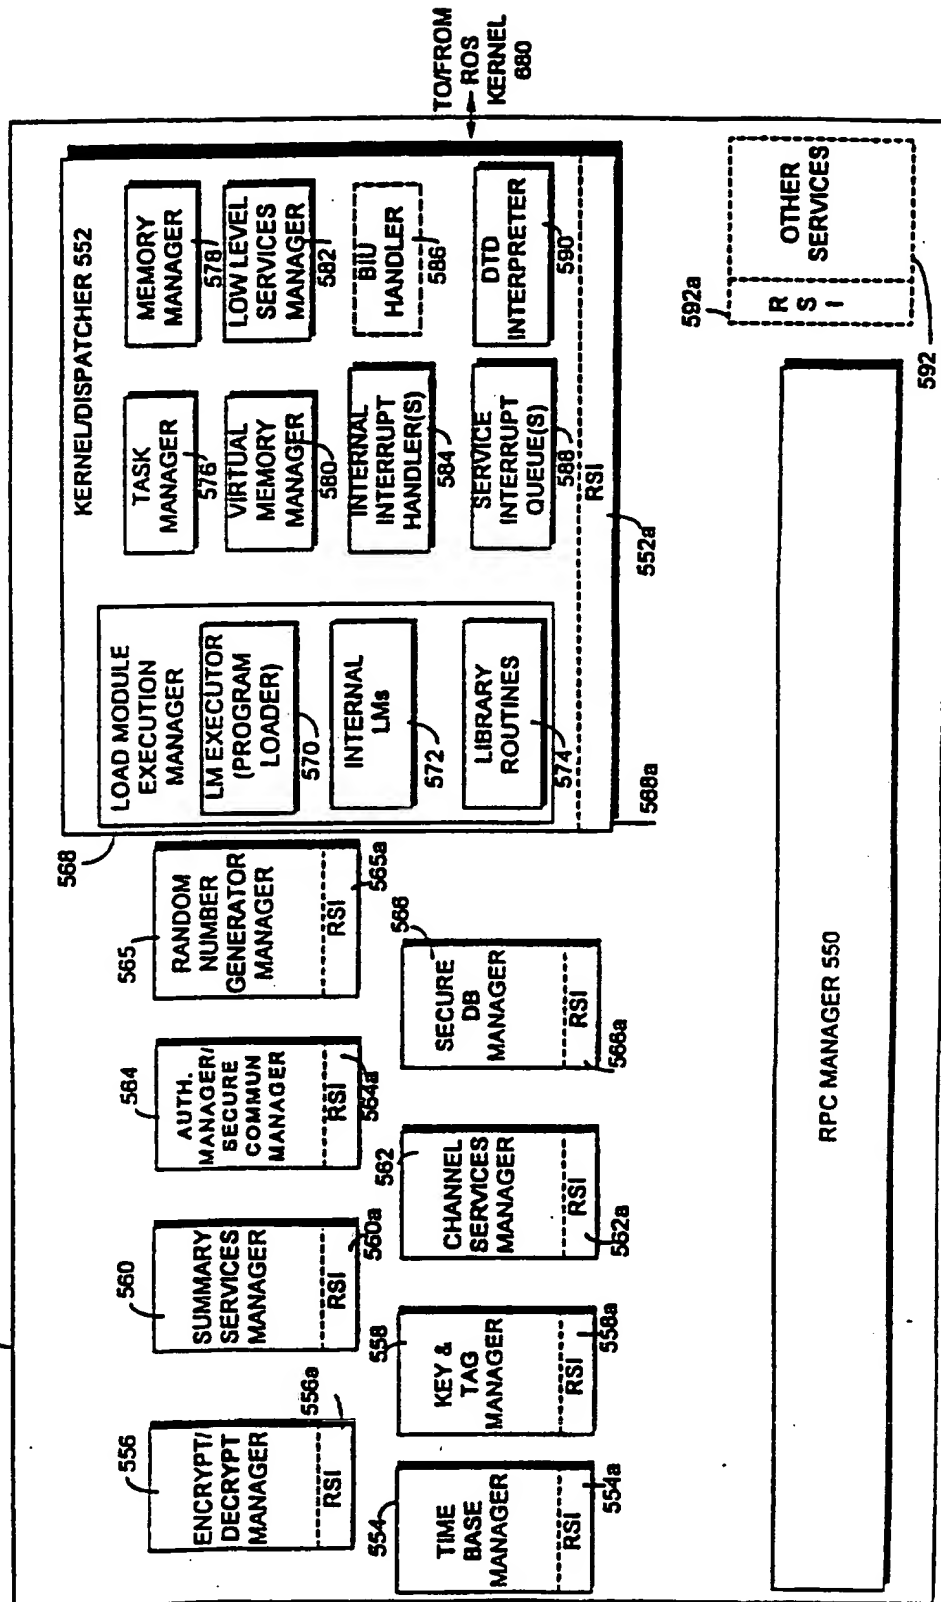 TO/FROM
ROS
KERNEL
680
KERNEL/DISPATCHER 552
LOAD MODULE
EXECUTION
MANAGER
568
LM EXECUTOR
(PROGRAM
LOADER)
570
INTERNAL
LMs
572
LIBRARY
ROUTINES
574
568a
TASK
MANAGER
576
MEMORY
MANAGER
578
VIRTUAL
MEMORY
MANAGER
580
LOW LEVEL
SERVICES
MANAGER
582
INTERNAL
INTERRUPT
HANDLER(S)
584
BIU
HANDLER
586
SERVICE
INTERRUPT
QUEUE(S)
588
DTD
INTERPRETER
590
RSI
552a
556
ENCRYPT/
DECRYPT
MANAGER
RSI
556a
560
SUMMARY
SERVICES
MANAGER
RSI
560a
564
AUTH.
MANAGER/
SECURE
COMMUN
MANAGER
RSI
564a
565
RANDOM
NUMBER
GENERATOR
MANAGER
RSI
565a
554
TIME
BASE
MANAGER
RSI
554a
558
KEY &
TAG
MANAGER
RSI
558a
562
CHANNEL
SERVICES
MANAGER
RSI
562a
566
SECURE
DB
MANAGER
RSI
566a
592a
R
S
I
OTHER
SERVICES
592
RPC MANAGER 550